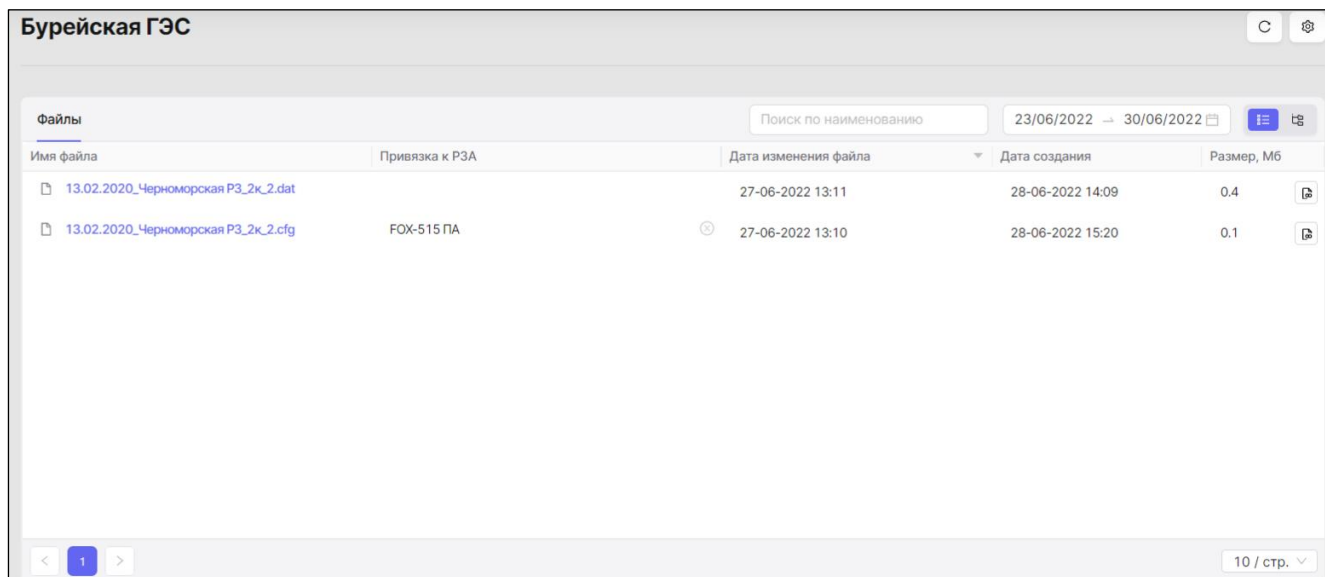 Бурейская ГЭС
Файлы Поиск по наименованию 23/06/2022 → 30/06/2022
Имя файла Привязка к РЗА Дата изменения файла Дата создания Размер, Мб
13.02.2020_Черноморская РЗ_2к_2.dat 27-06-2022 13:11 28-06-2022 14:09 0.4
13.02.2020_Черноморская РЗ_2к_2.cfg FOX-515 ПА 27-06-2022 13:10 28-06-2022 15:20 0.1
< 1 > 10 / стр.